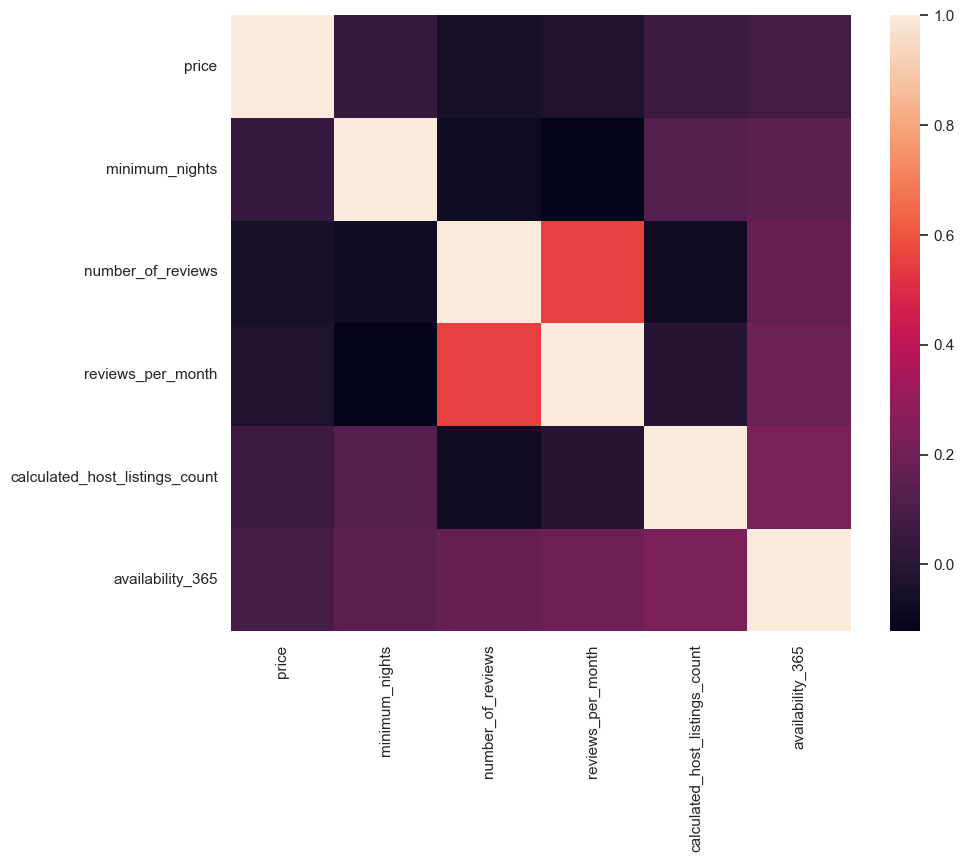 price
minimum_nights
number_of_reviews
reviews_per_month
calculated_host_listings_count
availability_365
price
minimum_nights
number_of_reviews
reviews_per_month
calculated_host_listings_count
availability_365
1.0
0.8
0.6
0.4
0.2
0.0